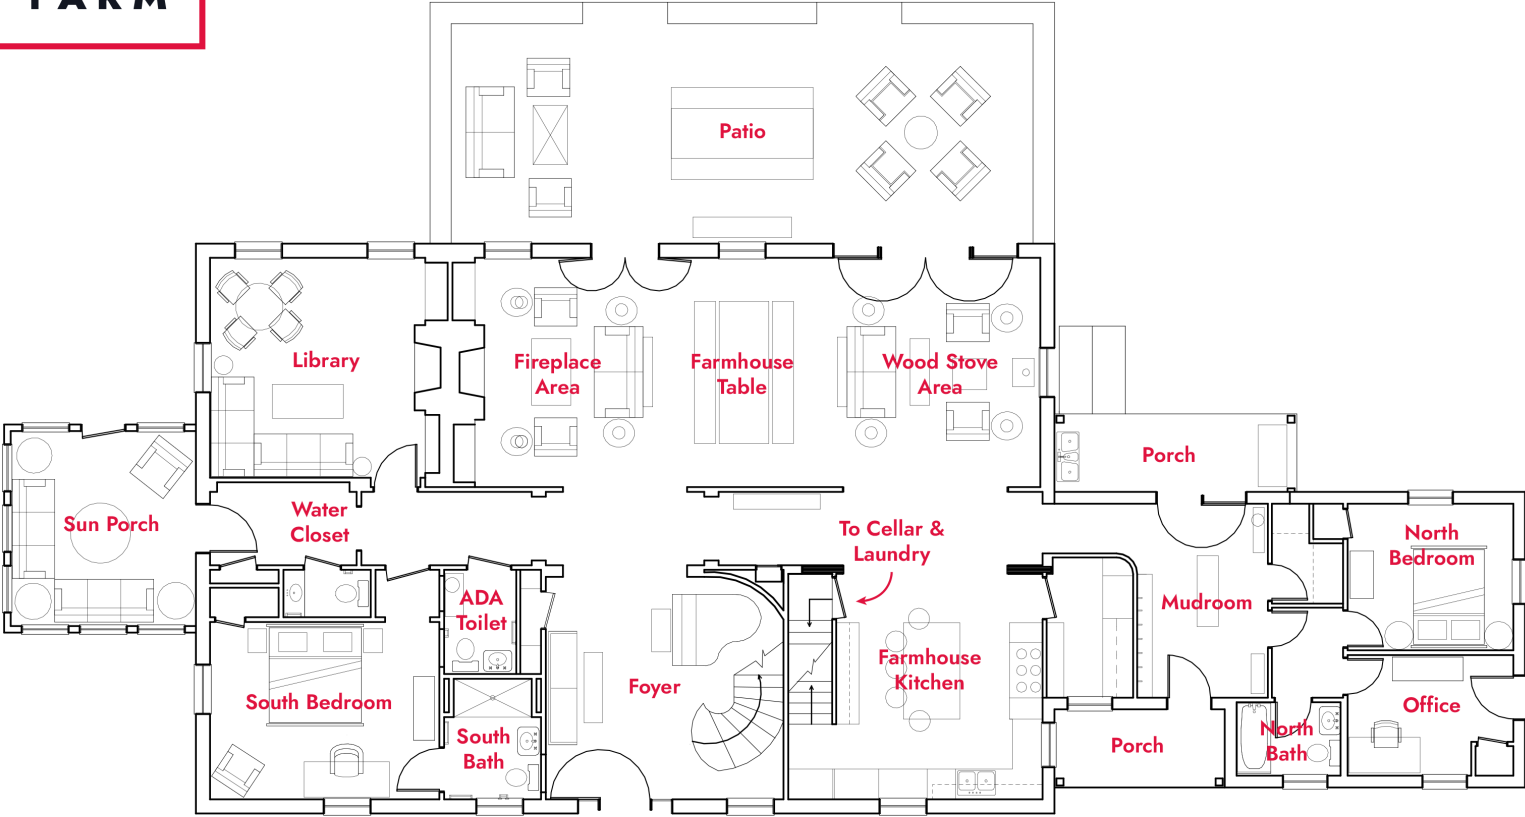 FARM
Patio
Library
Fireplace
Area
Farmhouse
Table
Wood Stove
Area
Porch
Sun Porch
Water
Closet
To Cellar &
Laundry
North
Bedroom
ADA
Toilet
Mudroom
Farmhouse
Kitchen
Foyer
South Bedroom
Office
South
Bath
Porch
North
Bath